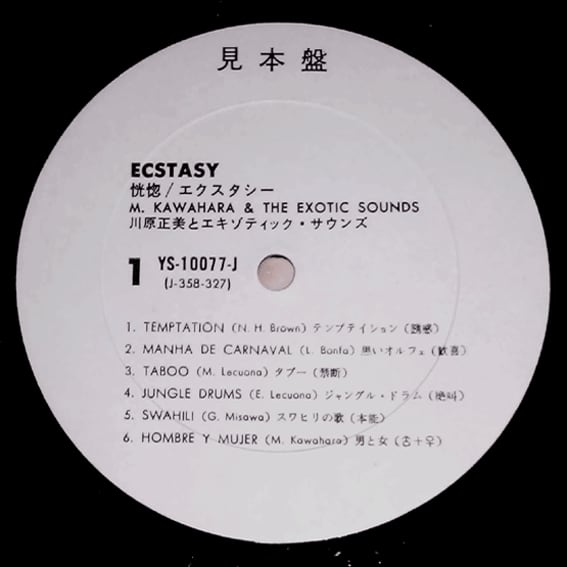 見本盤
ECSTASY
恍惚/エクスタシー
M. KAWAHARA & THE EXOTIC SOUNDS
川原正美とエキゾティック・サウンズ
1 YS-10077-J
(J-358-327)
1. TEMPTATION (N. H. Brown) テンプテイション (誘惑)
2. MANHA DE CARNAVAL (L. Bonfa) 黒いオルフェ (歓喜)
3. TABOO (M. Lecuona) タブー (禁断)
4. JUNGLE DRUMS (E. Lecuona) ジャングル・ドラム (絶叫)
5. SWAHILI (G. Misawa) スワヒリの歌 (本能)
6. HOMBRE Y MUJER (M. Kawahara) 男と女 (♂+♀)